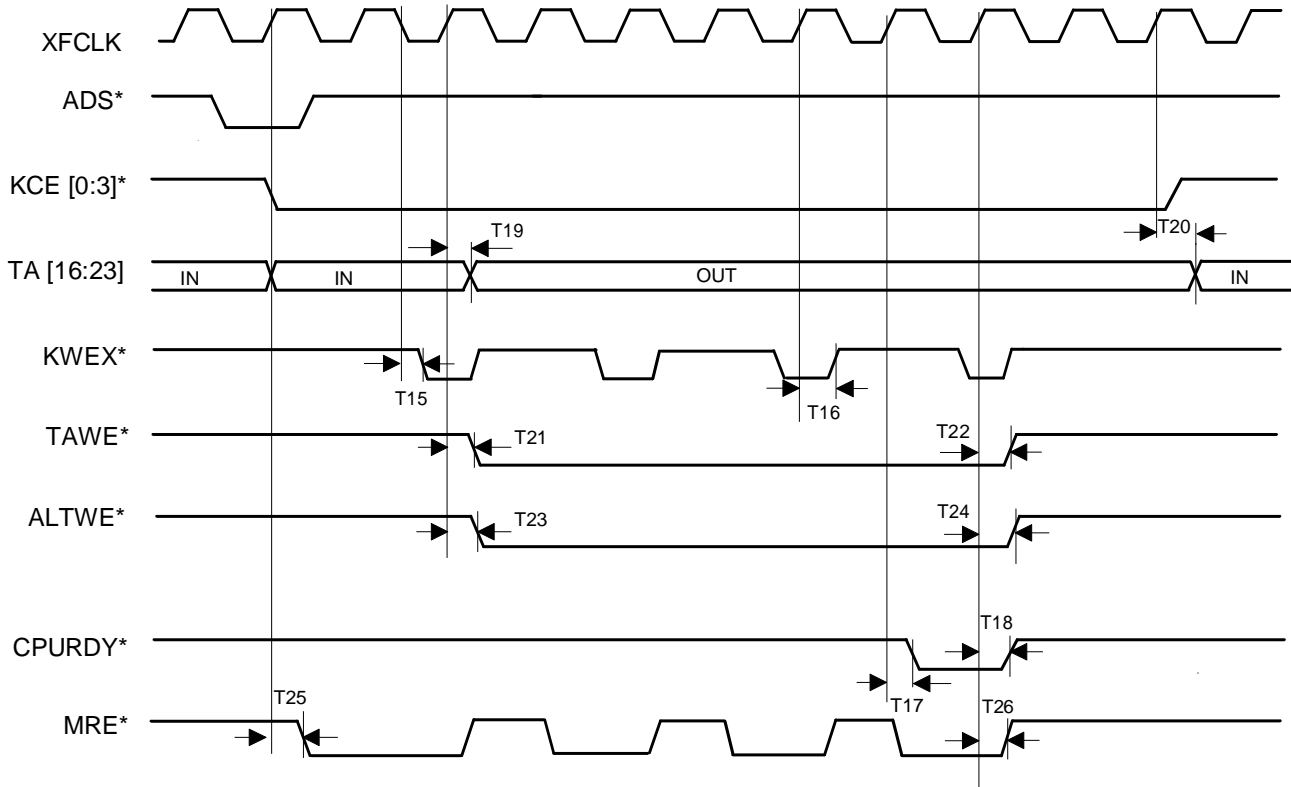 XFCLK
ADS*
KCE [0:3]*
T19
T20
TA [16:23]
IN
IN
OUT
IN
KWEX*
T15
T16
TAWE*
T21
T22
ALTWE*
T23
T24
CPURDY*
T18
T25
T17
T26
MRE*